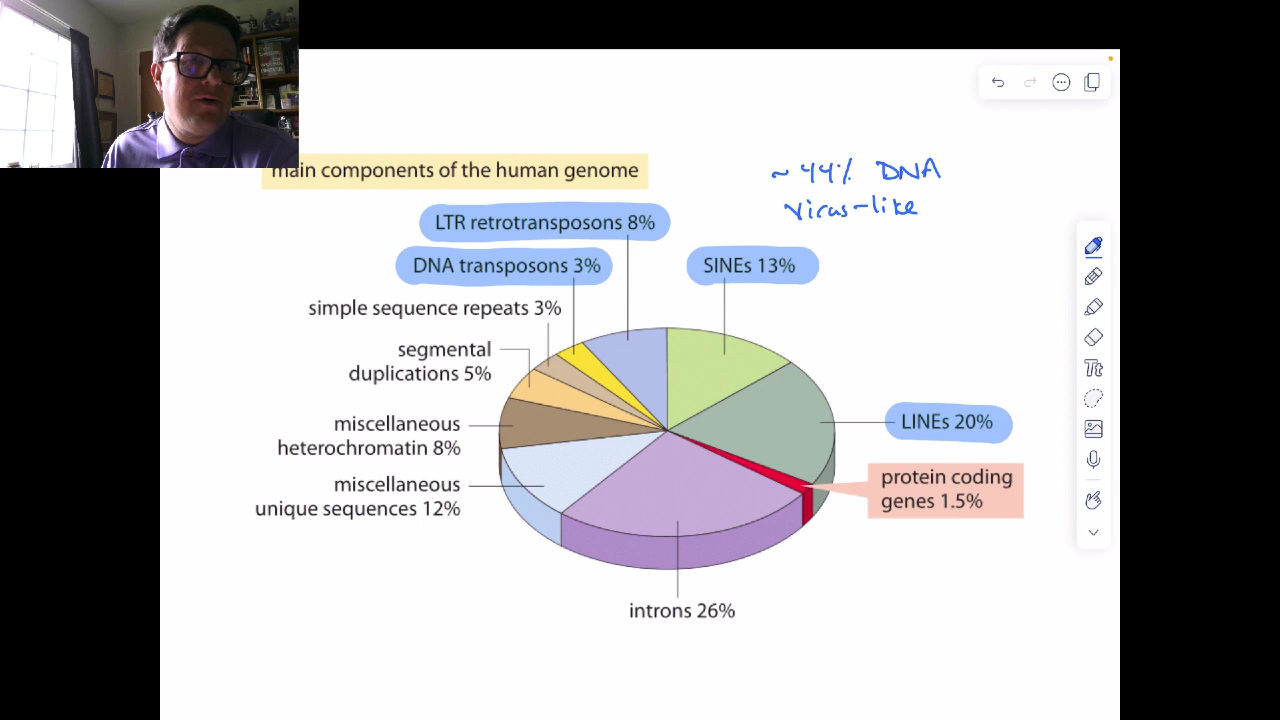 main components of the human genome
~ 44% DNA
virus-like
LTR retrotransposons 8%
DNA transposons 3%
SINEs 13%
simple sequence repeats 3%
segmental
duplications 5%
LINEs 20%
miscellaneous
heterochromatin 8%
protein coding
genes 1.5%
miscellaneous
unique sequences 12%
introns 26%
Tt